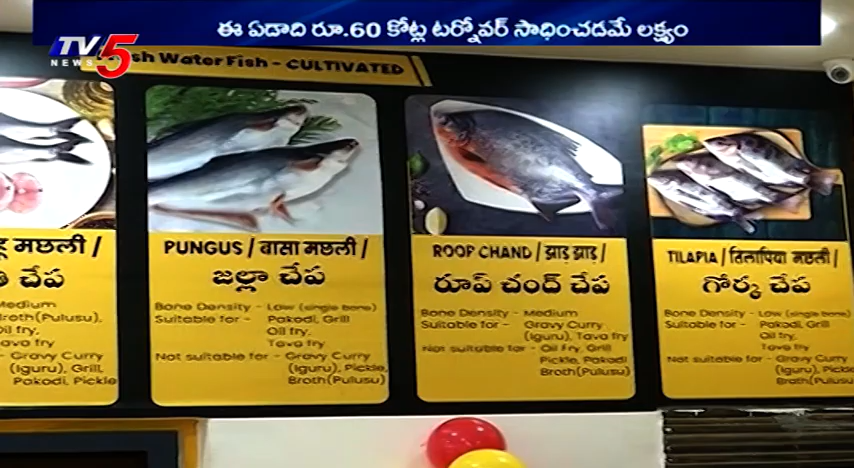 ఈ ఏడాది రూ.60 కోట్ల టర్నోవర్ సాధించడమే లక్ష్యం
TV5
NEWS
sh Water Fish - CULTIVATED
मछली /
చేప
Medium
Broth(Pulusu),
Oil fry,
Tava fry
- Gravy Curry
(Iguru), Grill,
Pakodi, Pickle
PUNGUS / बासा मछली /
జల్లా చేప
Bone Density - Low (single bone)
Suitable for - Pakodi, Grill
Oil fry,
Tava fry
Not suitable for - Gravy Curry
(Iguru), Pickle,
Broth(Pulusu)
ROOP CHAND / झाड़ झाड़ /
రూప్ చంద్ చేప
Bone Density - Medium
Suitable for - Gravy Curry
(Iguru), Tava fry
Not suitable for - Oil Fry, Grill
Pickle, Pakodi
Broth(Pulusu)
TILAPIA / तिलापिया मछली /
గోర్క చేప
Bone Density - Low (single bone)
Suitable for - Pakodi, Grill
Oil fry,
Tava fry
Not suitable for - Gravy Curry
(Iguru), Pickle
Broth(Pulusu)